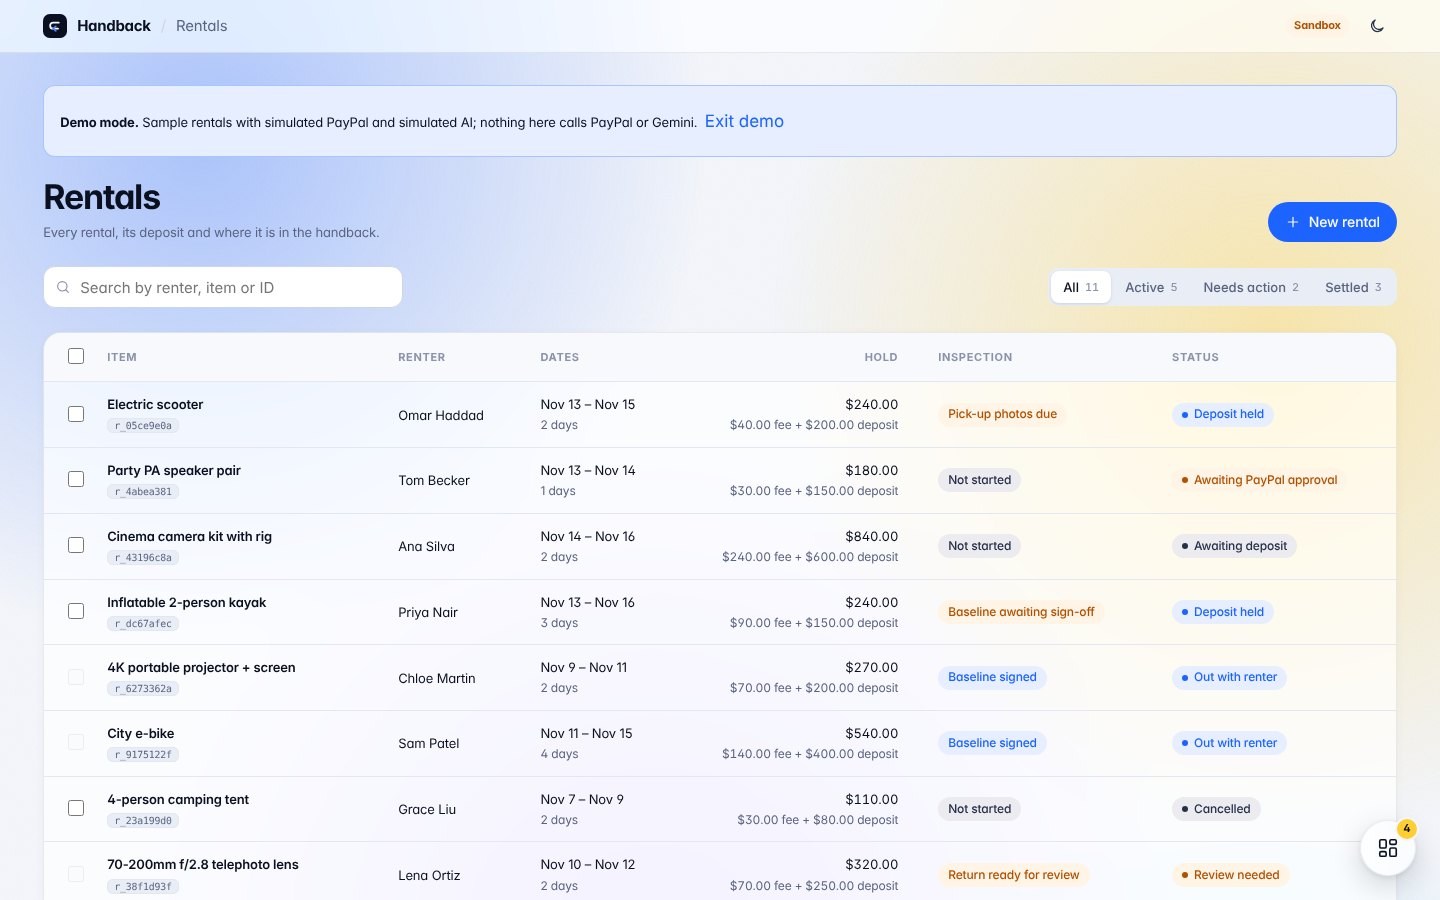 Handback / Rentals
Sandbox
Demo mode. Sample rentals with simulated PayPal and simulated AI; nothing here calls PayPal or Gemini. Exit demo
Rentals
Every rental, its deposit and where it is in the handback.
New rental
Search by renter, item or ID
All 11 Active 5 Needs action 2 Settled 3
ITEM RENTER DATES HOLD INSPECTION STATUS
Electric scooter
r_05ce9e0a
Omar Haddad
Nov 13 – Nov 15
2 days
$240.00
$40.00 fee + $200.00 deposit
Pick-up photos due
Deposit held
Party PA speaker pair
r_4abea381
Tom Becker
Nov 13 – Nov 14
1 days
$180.00
$30.00 fee + $150.00 deposit
Not started
Awaiting PayPal approval
Cinema camera kit with rig
r_43196c8a
Ana Silva
Nov 14 – Nov 16
2 days
$840.00
$240.00 fee + $600.00 deposit
Not started
Awaiting deposit
Inflatable 2-person kayak
r_dc67afec
Priya Nair
Nov 13 – Nov 16
3 days
$240.00
$90.00 fee + $150.00 deposit
Baseline awaiting sign-off
Deposit held
4K portable projector + screen
r_6273362a
Chloe Martin
Nov 9 – Nov 11
2 days
$270.00
$70.00 fee + $200.00 deposit
Baseline signed
Out with renter
City e-bike
r_9175122f
Sam Patel
Nov 11 – Nov 15
4 days
$540.00
$140.00 fee + $400.00 deposit
Baseline signed
Out with renter
4-person camping tent
r_23a199d0
Grace Liu
Nov 7 – Nov 9
2 days
$110.00
$30.00 fee + $80.00 deposit
Not started
Cancelled
4
70-200mm f/2.8 telephoto lens
r_38f1d93f
Lena Ortiz
Nov 10 – Nov 12
2 days
$320.00
$70.00 fee + $250.00 deposit
Return ready for review
Review needed